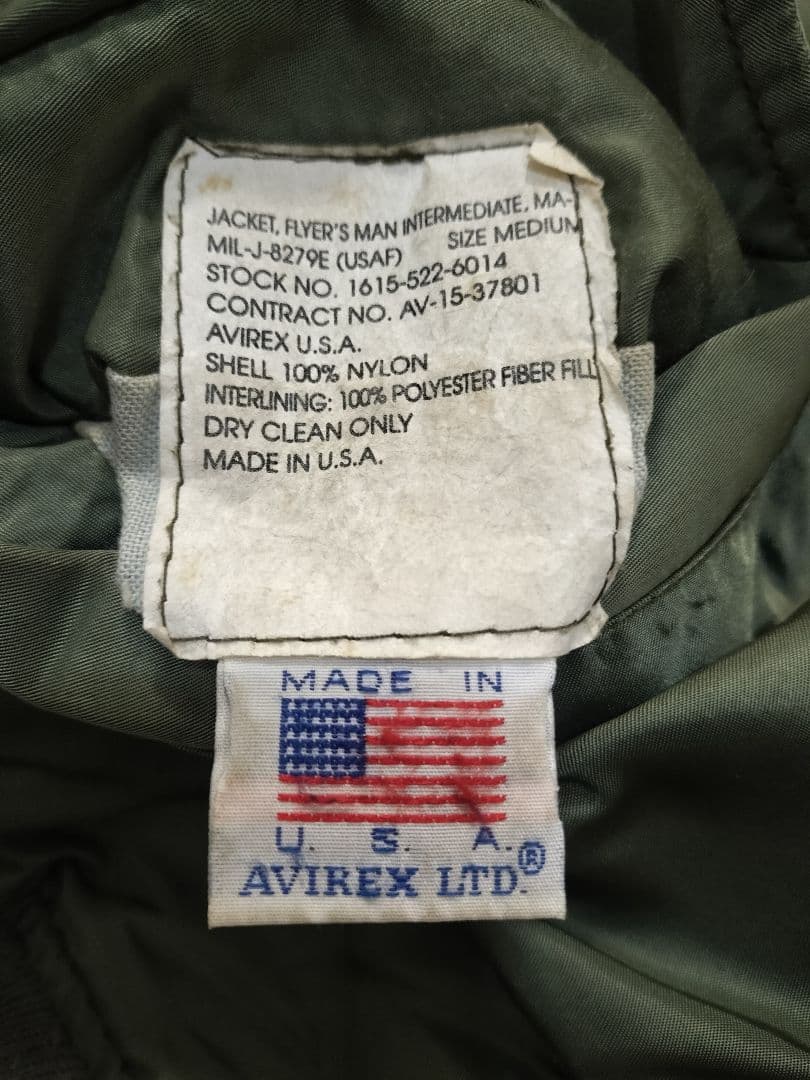 JACKET, FLYER'S MAN INTERMEDIATE, MA-
MIL-J-8279E (USAF) SIZE MEDIUM
STOCK NO. 1615-522-6014
CONTRACT NO. AV-15-37801
AVIREX U.S.A.
SHELL 100% NYLON
INTERLINING: 100% POLYESTER FIBER FILL
DRY CLEAN ONLY
MADE IN U.S.A.
MADE IN
U. S. A.
AVIREX LTD.®